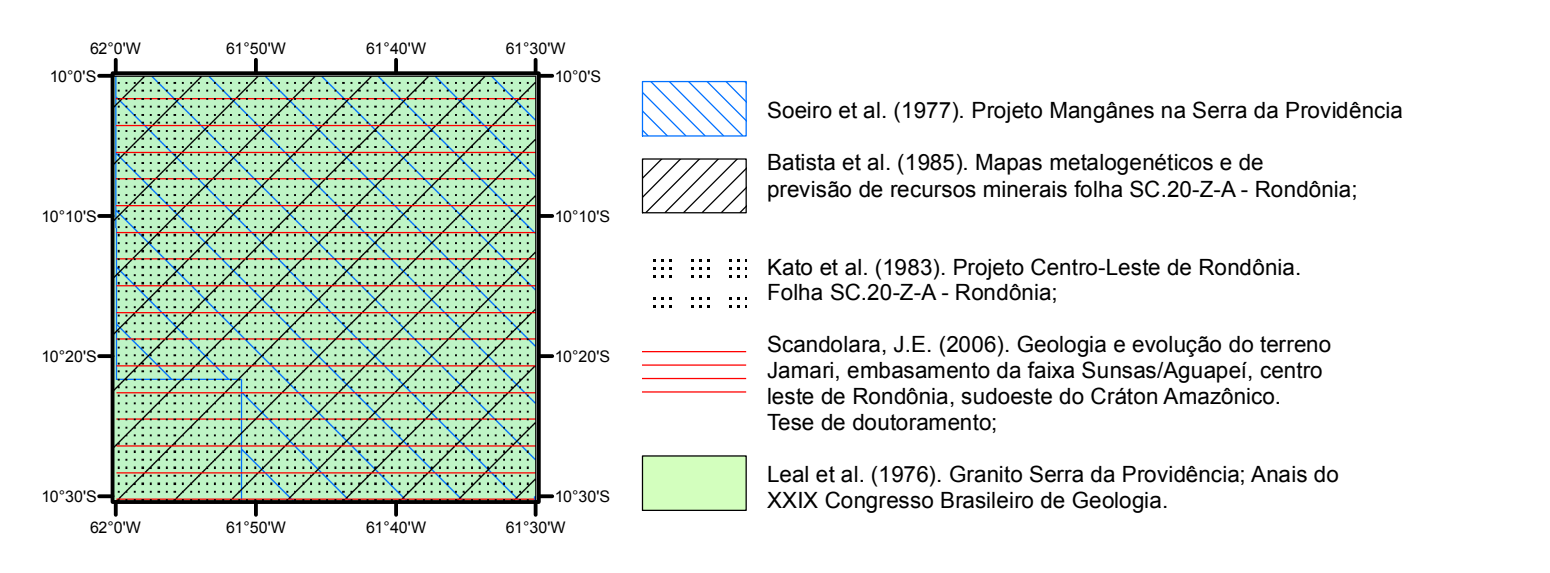 62°0'W 61°50'W 61°40'W 61°30'W
10°0'S 10°0'S
10°10'S 10°10'S
10°20'S 10°20'S
10°30'S 10°30'S
62°0'W 61°50'W 61°40'W 61°30'W
Soeiro et al. (1977). Projeto Mangânes na Serra da Providência
Batista et al. (1985). Mapas metalogenéticos e de
previsão de recursos minerais folha SC.20-Z-A - Rondônia;
Kato et al. (1983). Projeto Centro-Leste de Rondônia.
Folha SC.20-Z-A - Rondônia;
Scandolara, J.E. (2006). Geologia e evolução do terreno
Jamari, embasamento da faixa Sunsas/Aguapeí, centro
leste de Rondônia, sudoeste do Cráton Amazônico.
Tese de doutoramento;
Leal et al. (1976). Granito Serra da Providência; Anais do
XXIX Congresso Brasileiro de Geologia.